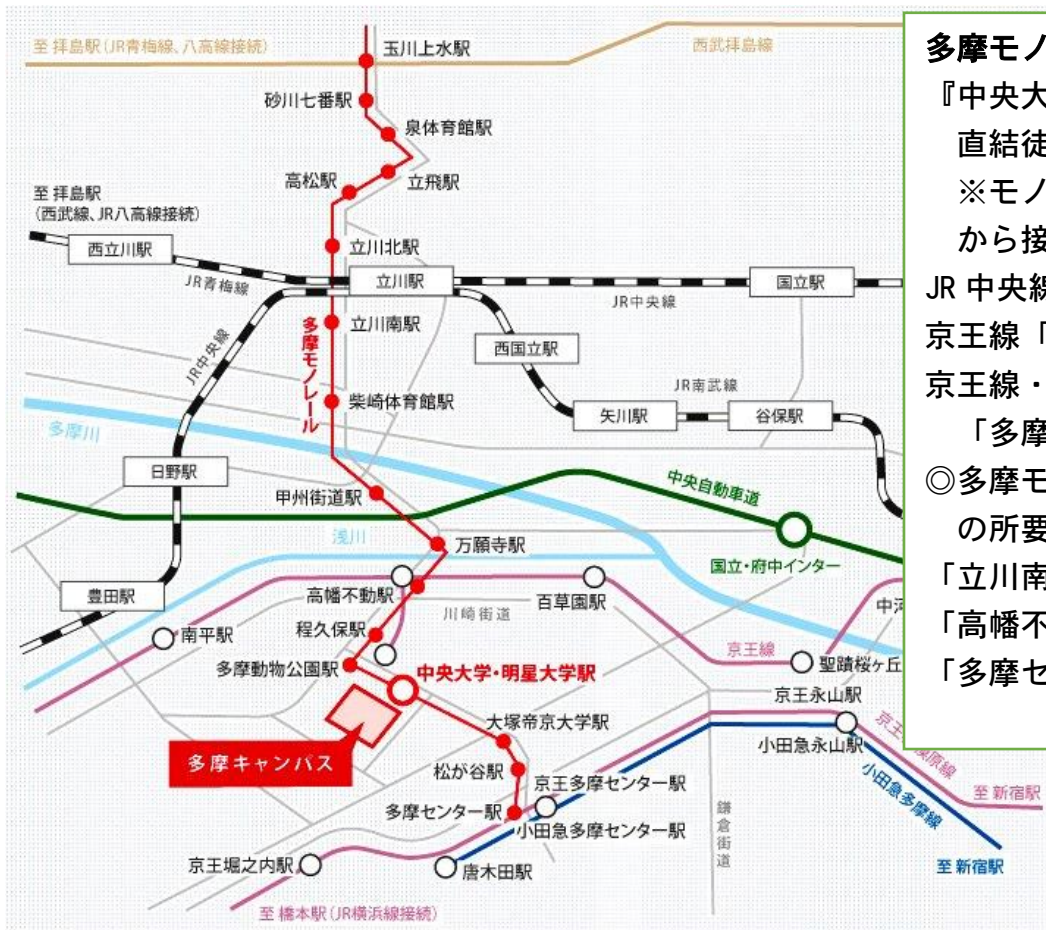 至 拝島駅(JR青梅線、八高線接続)
玉川上水駅
西武拝島線
砂川七番駅
泉体育館駅
高松駅
立飛駅
至 拝島駅
(西武線、JR八高線接続)
西立川駅
立川北駅
JR青梅線
立川駅
国立駅
JR中央線
多摩モノレール
立川南駅
JR中央線
西国立駅
JR南武線
柴崎体育館駅
矢川駅
谷保駅
多摩川
日野駅
甲州街道駅
中央自動車道
浅川
万願寺駅
国立・府中インター
豊田駅
高幡不動駅
百草園駅
川崎街道
中河
南平駅
程久保駅
京王線
聖蹟桜ヶ丘
多摩動物公園駅
中央大学・明星大学駅
京王永山駅
大塚帝京大学駅
小田急永山駅
多摩キャンパス
松が谷駅
京王多摩センター駅
小田急多摩線
至 新宿駅
多摩センター駅
小田急多摩センター駅
鎌倉街道
京王堀之内駅
唐木田駅
至 新宿駅
至 橋本駅(JR横浜線接続)
多摩モノ
『中央大
直結徒
※モノ
から接
JR 中央線
京王線「
京王線・
「多摩
◎多摩モ
の所要
「立川南
「高幡不
「多摩セ